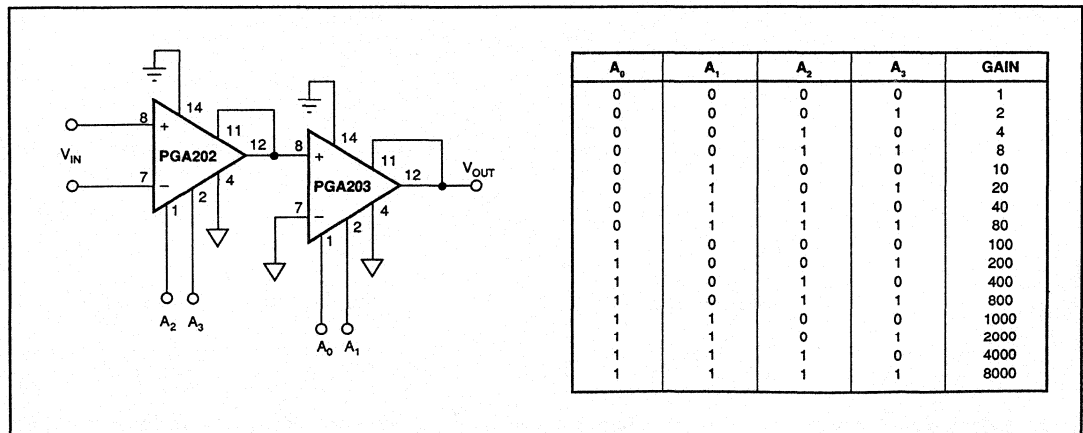 14
8
+
11
12
V_IN
PGA202
7
−
4
1
2
14
8
+
11
12
V_OUT
PGA203
7
−
4
1
2
A_2 A_3
A_0 A_1
A_0 A_1 A_2 A_3 GAIN
0 0 0 0 1
0 0 0 1 2
0 0 1 0 4
0 0 1 1 8
0 1 0 0 10
0 1 0 1 20
0 1 1 0 40
0 1 1 1 80
1 0 0 0 100
1 0 0 1 200
1 0 1 0 400
1 0 1 1 800
1 1 0 0 1000
1 1 0 1 2000
1 1 1 0 4000
1 1 1 1 8000